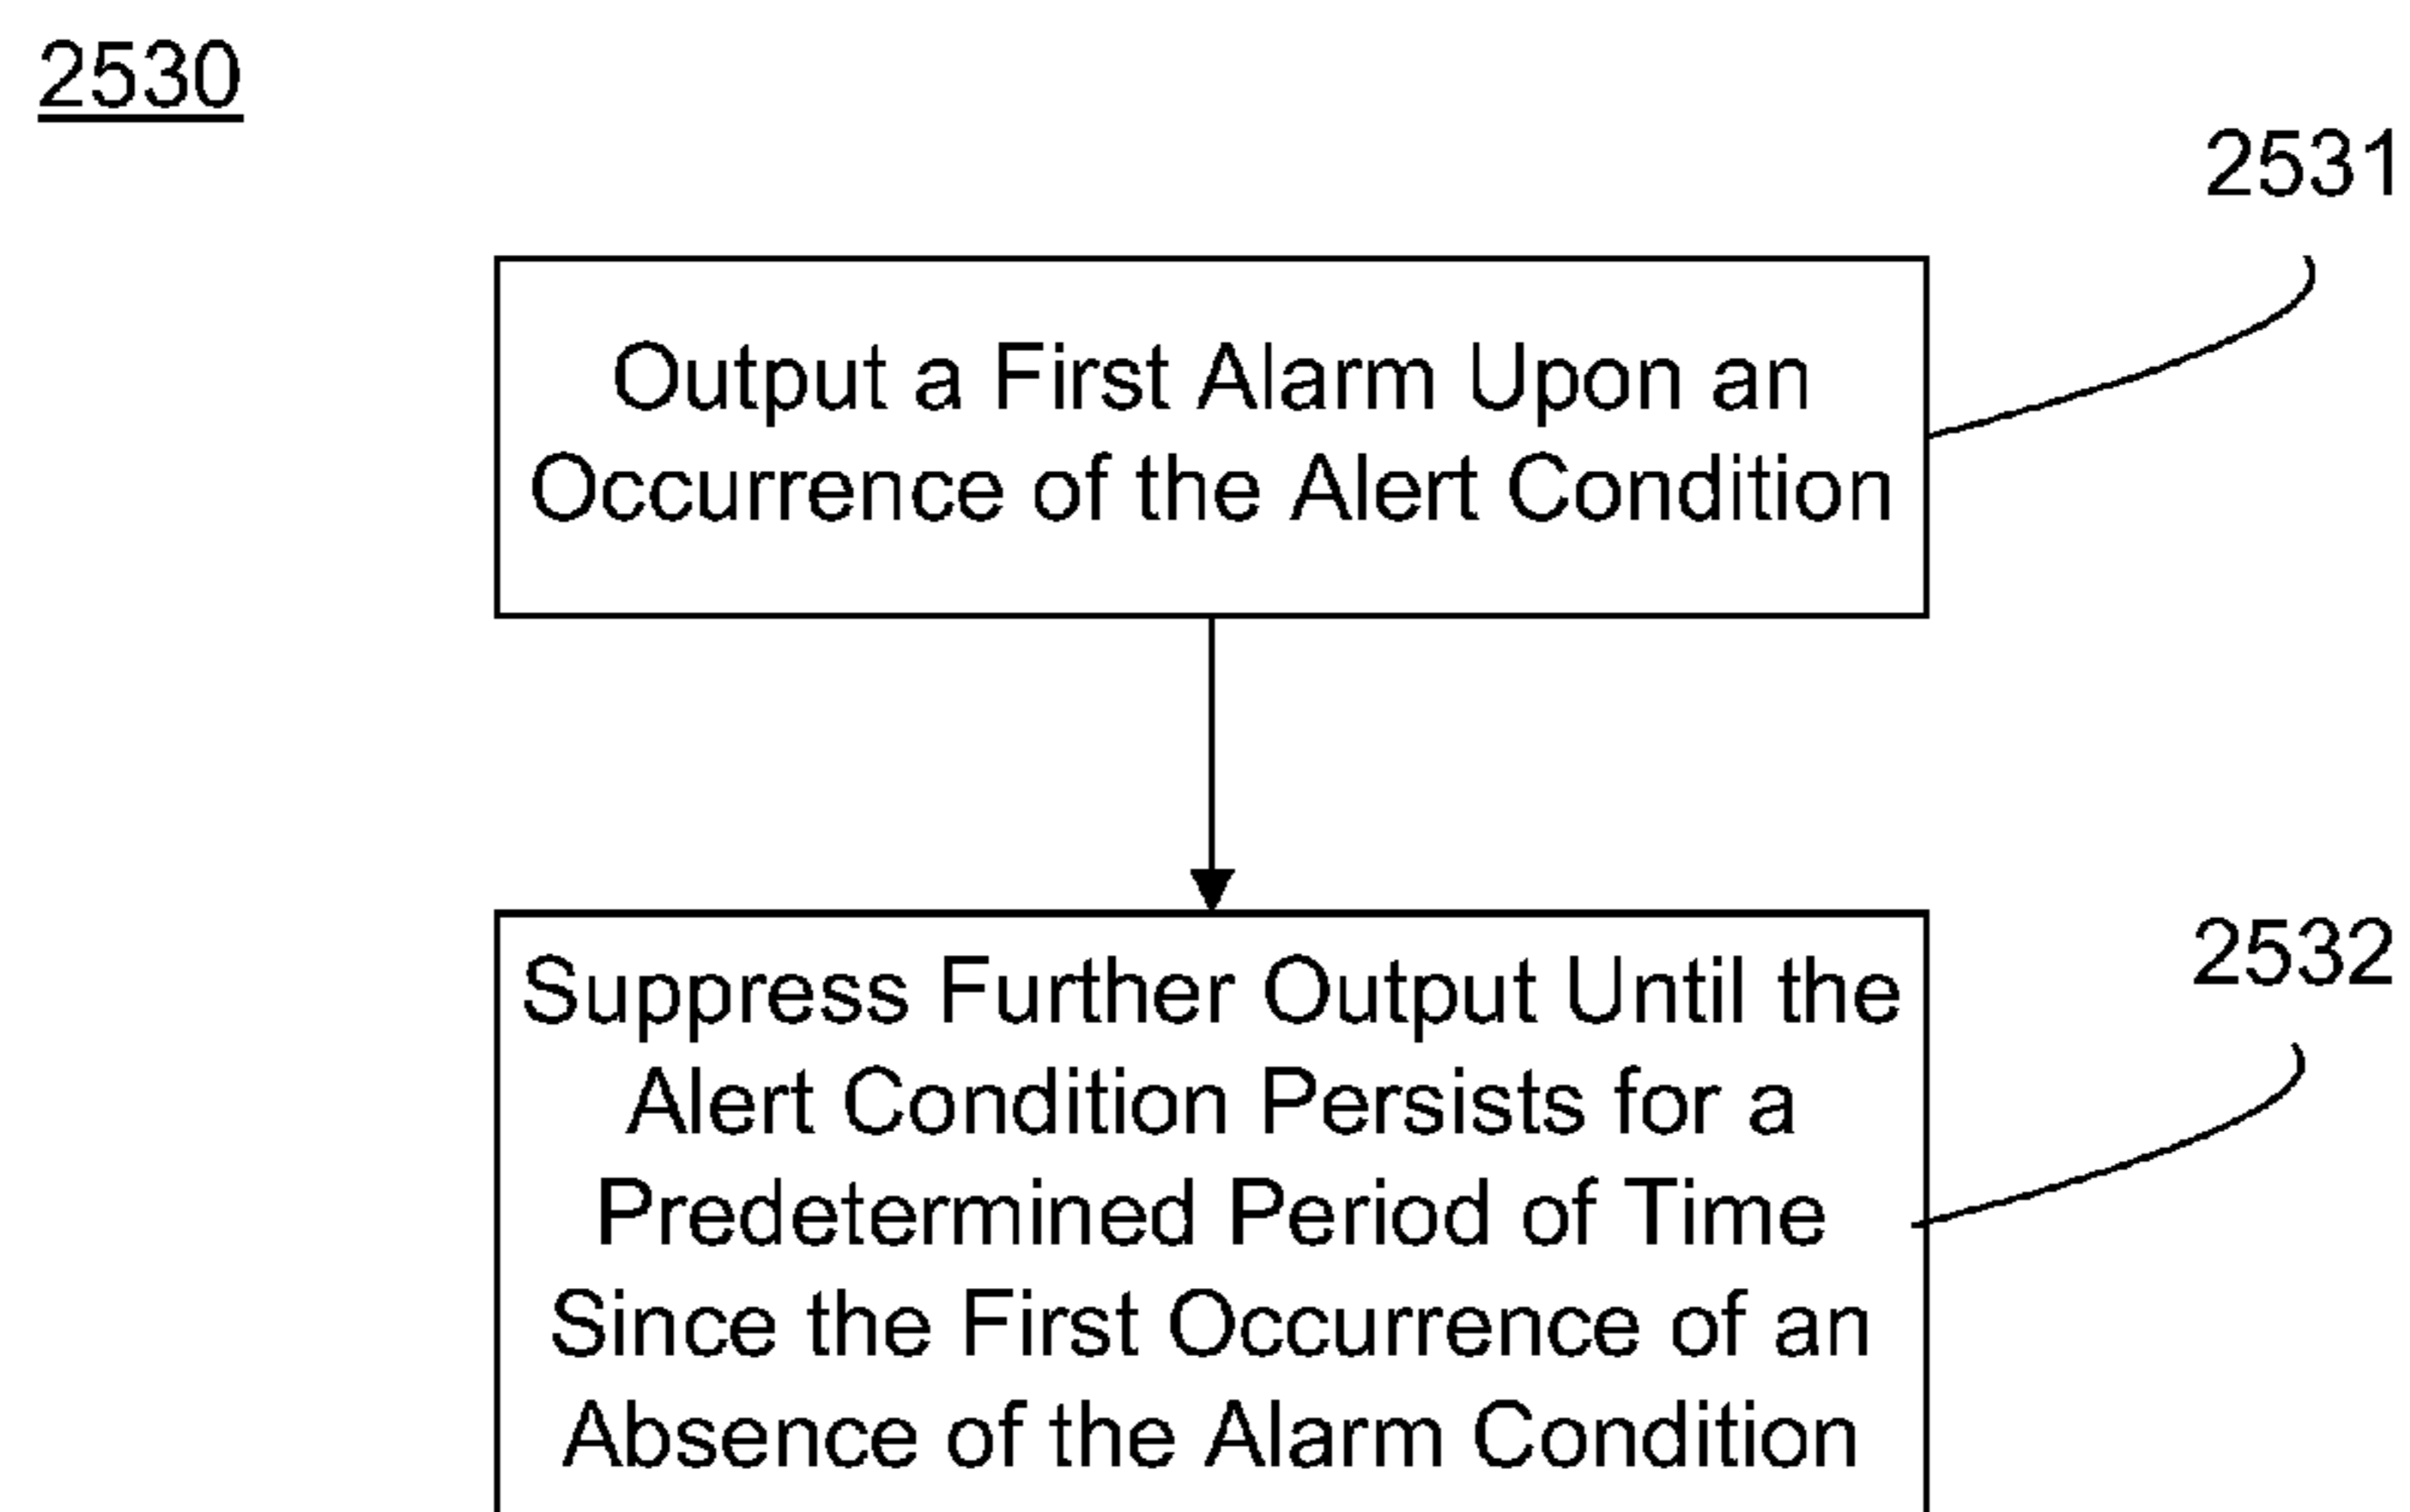 2530
2531
Output a First Alarm Upon an
Occurrence of the Alert Condition
2532
Suppress Further Output Until the
Alert Condition Persists for a
Predetermined Period of Time
Since the First Occurrence of an
Absence of the Alarm Condition